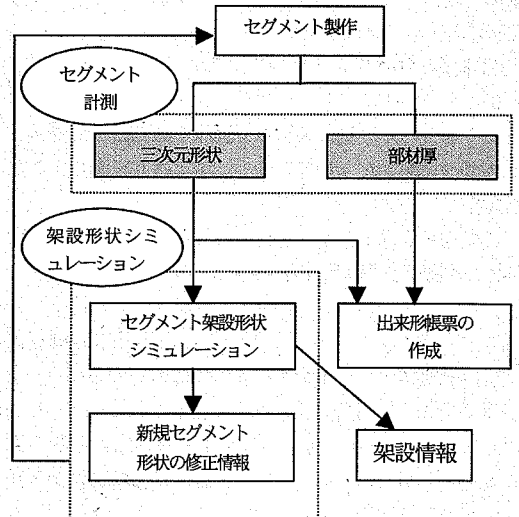 セグメント製作
セグメント
計測
三次元形状
部材厚
架設形状シミ
ュレーション
セグメント架設形状
シミュレーション
出来形帳票の
作成
新規セグメント
形状の修正情報
架設情報